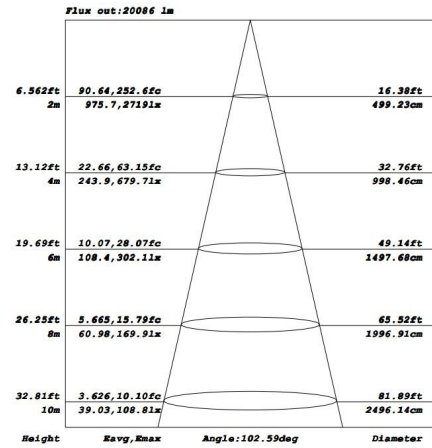 Flux out:20086 lm
6.562ft 90.64,252.6fc 16.38ft
2m 975.7,2719lx 499.23cm
13.12ft 22.66,63.15fc 32.76ft
4m 243.9,679.7lx 998.46cm
19.69ft 10.07,28.07fc 49.14ft
6m 108.4,302.1lx 1497.68cm
26.25ft 5.665,15.79fc 65.52ft
8m 60.98,169.9lx 1996.91cm
32.81ft 3.626,10.10fc 81.89ft
10m 39.03,108.8lx 2496.14cm
Height Eavg,Emax Angle:102.59deg Diameter